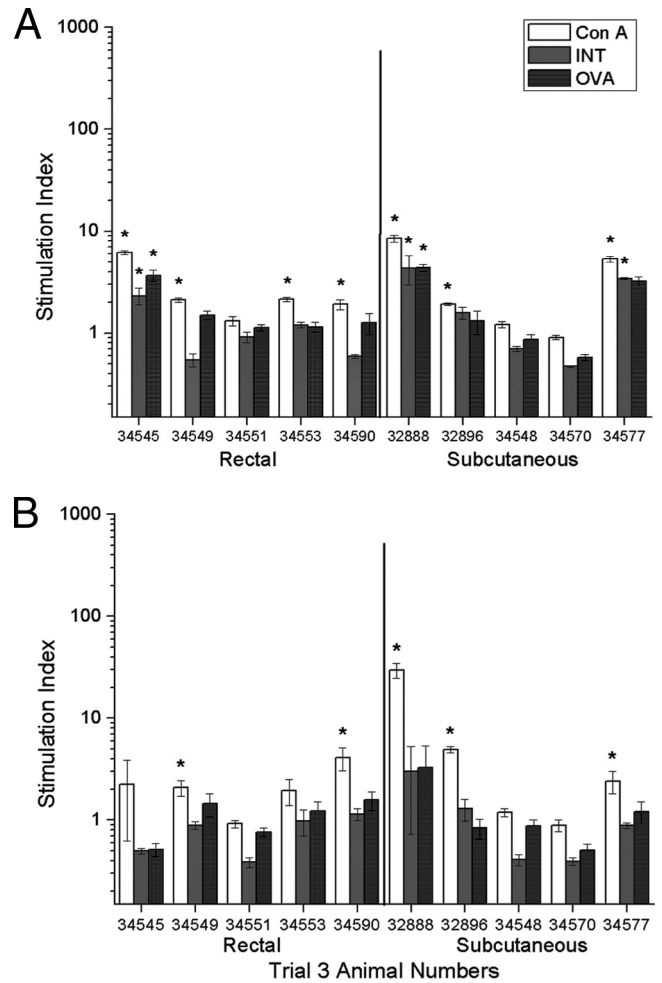 A
Con A
INT
OVA
Stimulation Index
1000
100
10
1
* * * * * * * * * * * *
34545 34549 34551 34553 34590 32888 32896 34548 34570 34577
Rectal Subcutaneous
B
Stimulation Index
1000
100
10
1
* * * * *
34545 34549 34551 34553 34590 32888 32896 34548 34570 34577
Rectal Subcutaneous
Trial 3 Animal Numbers